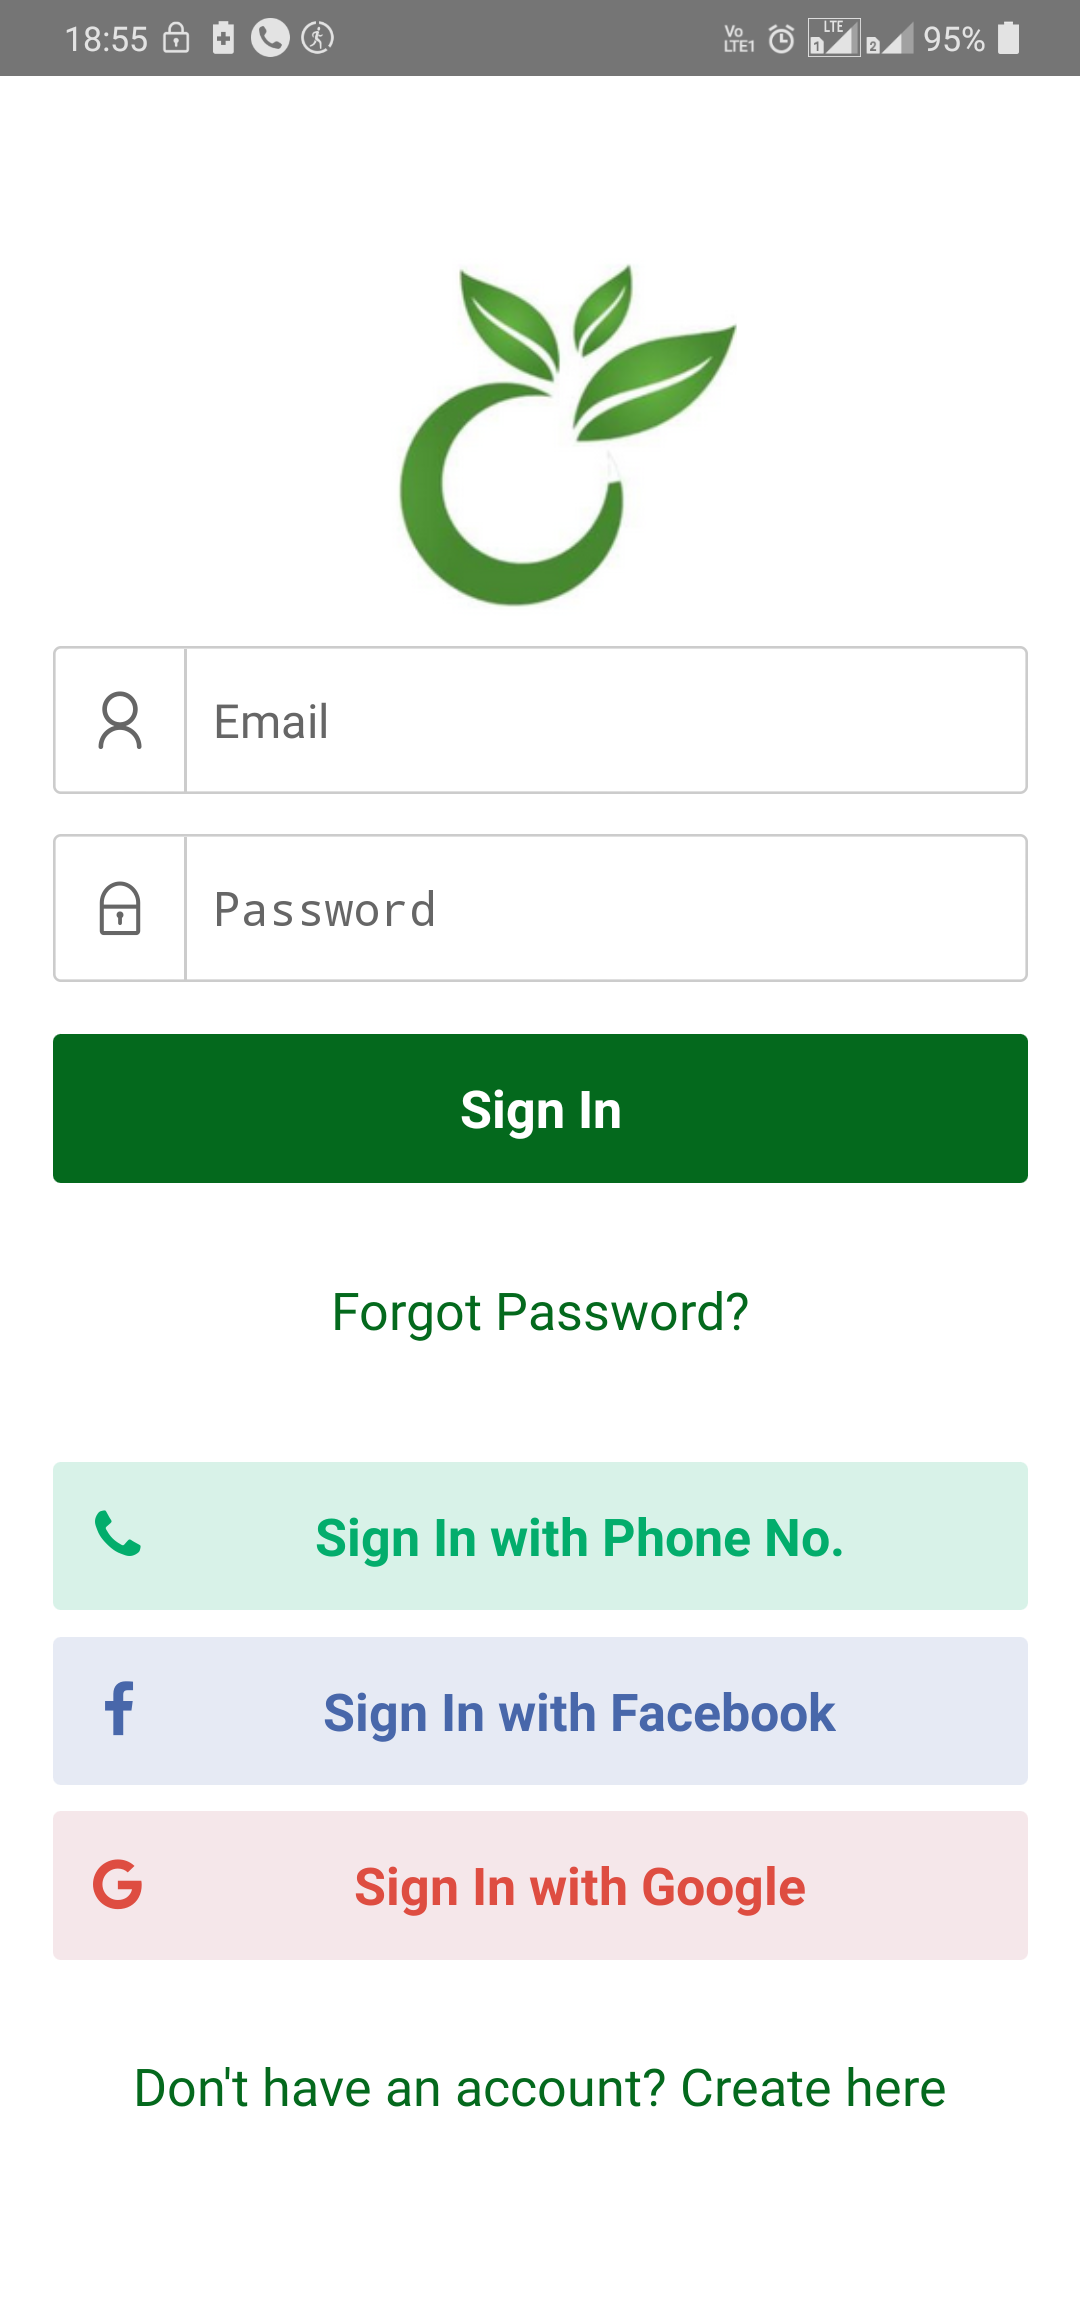 18:55 Vo LTE1 LTE 1 2 95%
Email
Password
Sign In
Forgot Password?
Sign In with Phone No.
Sign In with Facebook
G Sign In with Google
Don't have an account? Create here